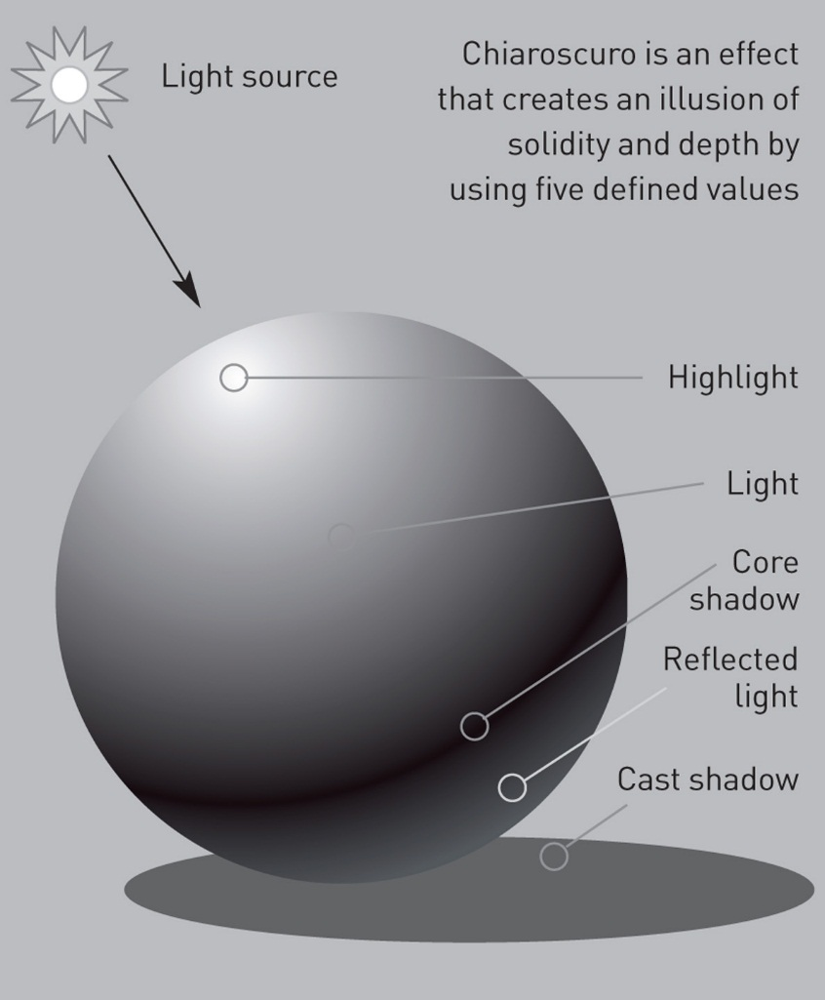 Light source
Chiaroscuro is an effect
that creates an illusion of
solidity and depth by
using five defined values
Highlight
Light
Core
shadow
Reflected
light
Cast shadow